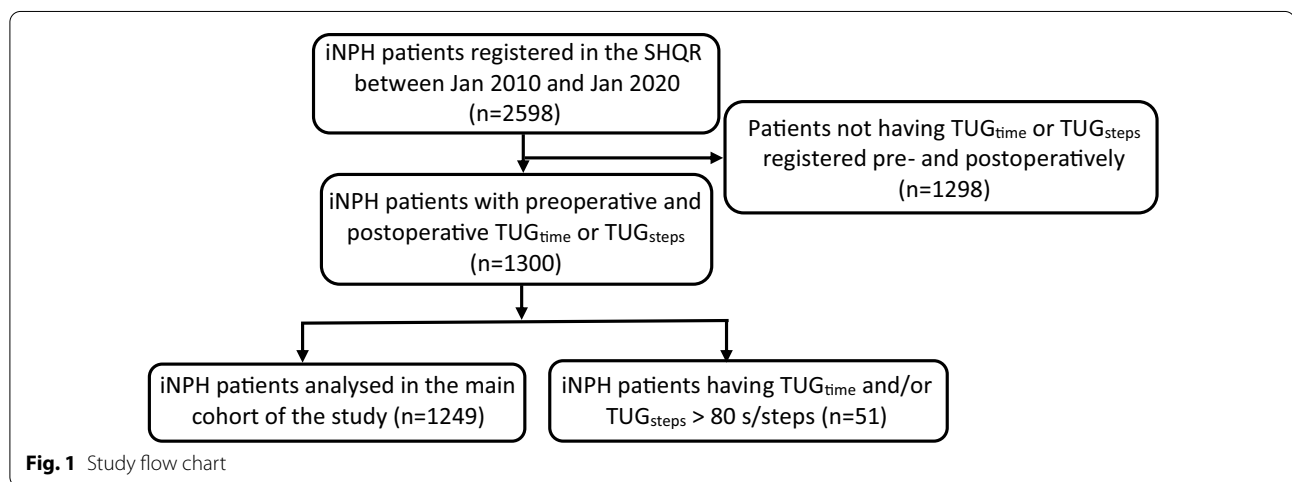 iNPH patients registered in the SHQR
between Jan 2010 and Jan 2020
(n=2598)
Patients not having TUGtime or TUGsteps
registered pre- and postoperatively
(n=1298)
iNPH patients with preoperative and
postoperative TUGtime or TUGsteps
(n=1300)
iNPH patients analysed in the main
cohort of the study (n=1249)
iNPH patients having TUGtime and/or
TUGsteps > 80 s/steps (n=51)
Fig. 1 Study flow chart